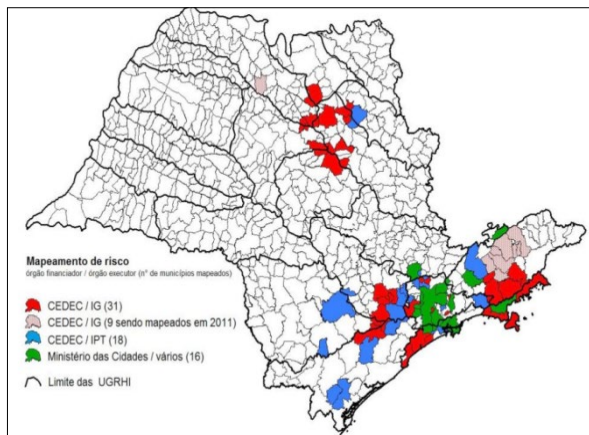 Mapeamento de risco
órgão financiador / órgão executor (nº de municípios mapeados)
CEDEC / IG (31)
CEDEC / IG (9 sendo mapeados em 2011)
CEDEC / IPT (18)
Ministério das Cidades / vários (16)
Limite das UGRHI